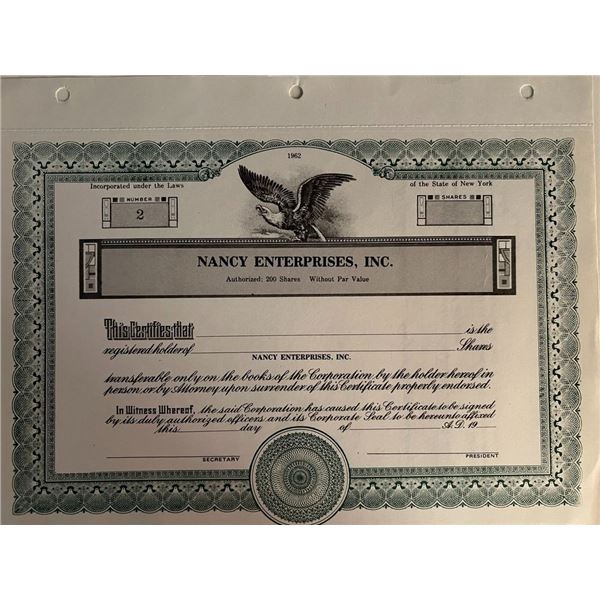 1962
Incorporated under the Laws
of the State of New York
NUMBER
2
SHARES
NANCY ENTERPRISES, INC.
Authorized: 200 Shares Without Par Value
This Certifies that is the
registered holder of Shares
NANCY ENTERPRISES, INC.
transferable only on the books of the Corporation by the holder hereof in
person or by Attorney upon surrender of this Certificate properly endorsed.
In Witness Whereof, the said Corporation has caused this Certificate to be signed
by its duly authorized officers and its Corporate Seal to be hereunto affixed
this day of A.D. 19
SECRETARY
PRESIDENT